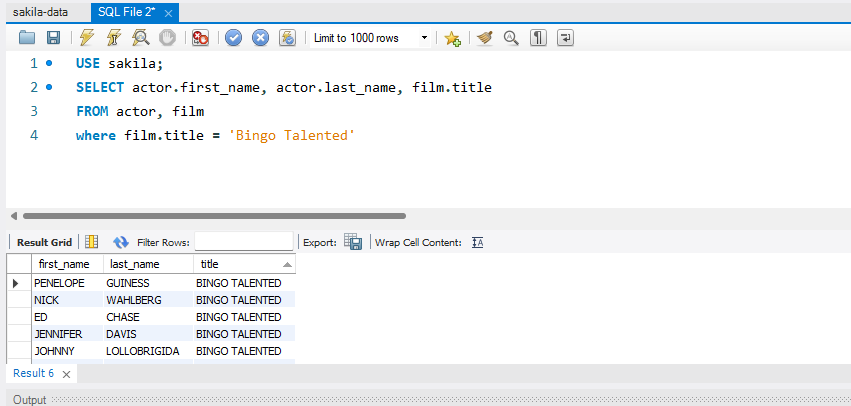 sakila-data SQL File 2*
Limit to 1000 rows
1 USE sakila;
2 SELECT actor.first_name, actor.last_name, film.title
3 FROM actor, film
4 where film.title = 'Bingo Talented'
Result Grid Filter Rows: Export: Wrap Cell Content:
first_name last_name title
PENELOPE GUINESS BINGO TALENTED
NICK WAHLBERG BINGO TALENTED
ED CHASE BINGO TALENTED
JENNIFER DAVIS BINGO TALENTED
JOHNNY LOLLOBRIGIDA BINGO TALENTED
Result 6
Output